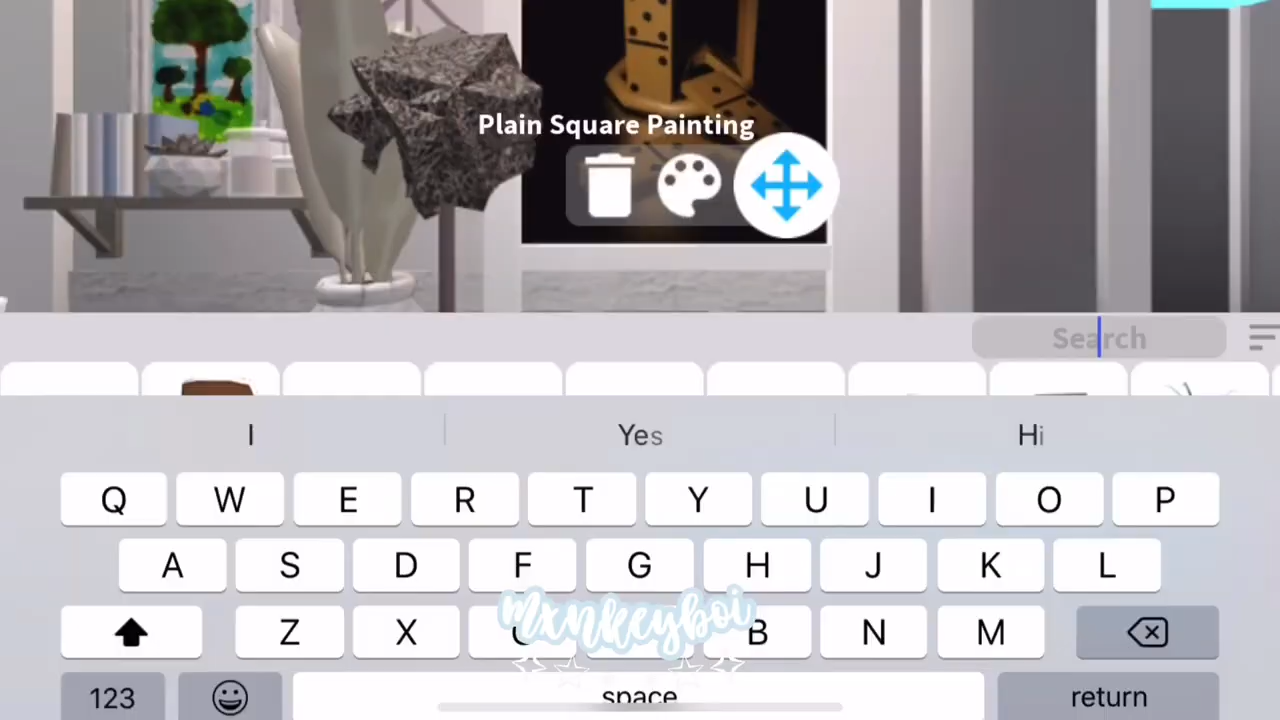 Plain Square Painting
Search
I Yes Hi
Q W E R T Y U I O P
A S D F G H J K L
Z X B N M
mxnkeyboi
123 space return